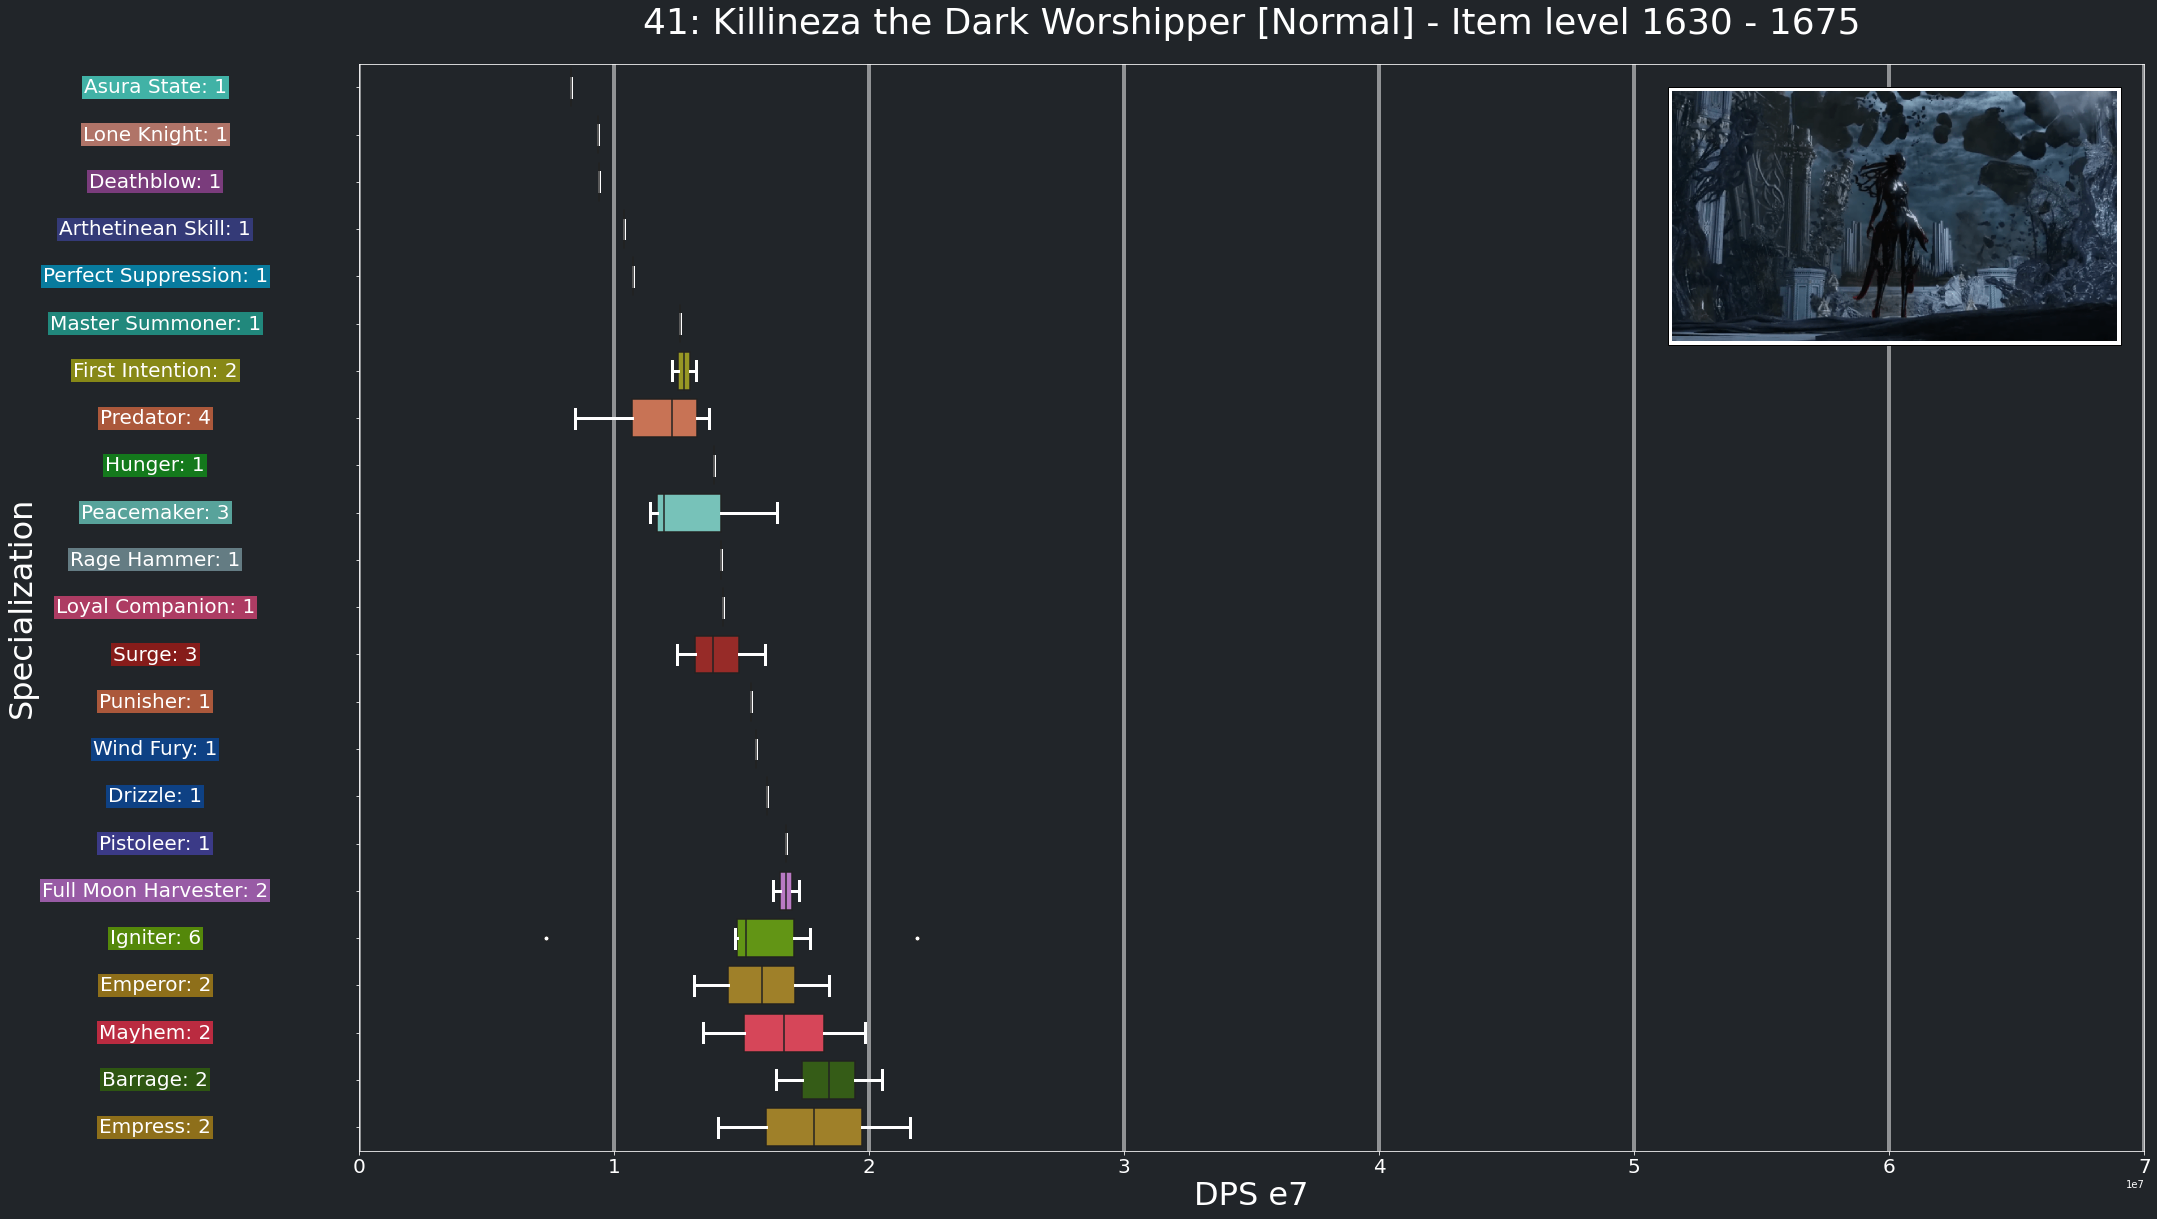 41: Killineza the Dark Worshipper [Normal] - Item level 1630 - 1675
Specialization
Asura State: 1
Lone Knight: 1
Deathblow: 1
Arthetinean Skill: 1
Perfect Suppression: 1
Master Summoner: 1
First Intention: 2
Predator: 4
Hunger: 1
Peacemaker: 3
Rage Hammer: 1
Loyal Companion: 1
Surge: 3
Punisher: 1
Wind Fury: 1
Drizzle: 1
Pistoleer: 1
Full Moon Harvester: 2
Igniter: 6
Emperor: 2
Mayhem: 2
Barrage: 2
Empress: 2
0 1 2 3 4 5 6 7
1e7
DPS e7